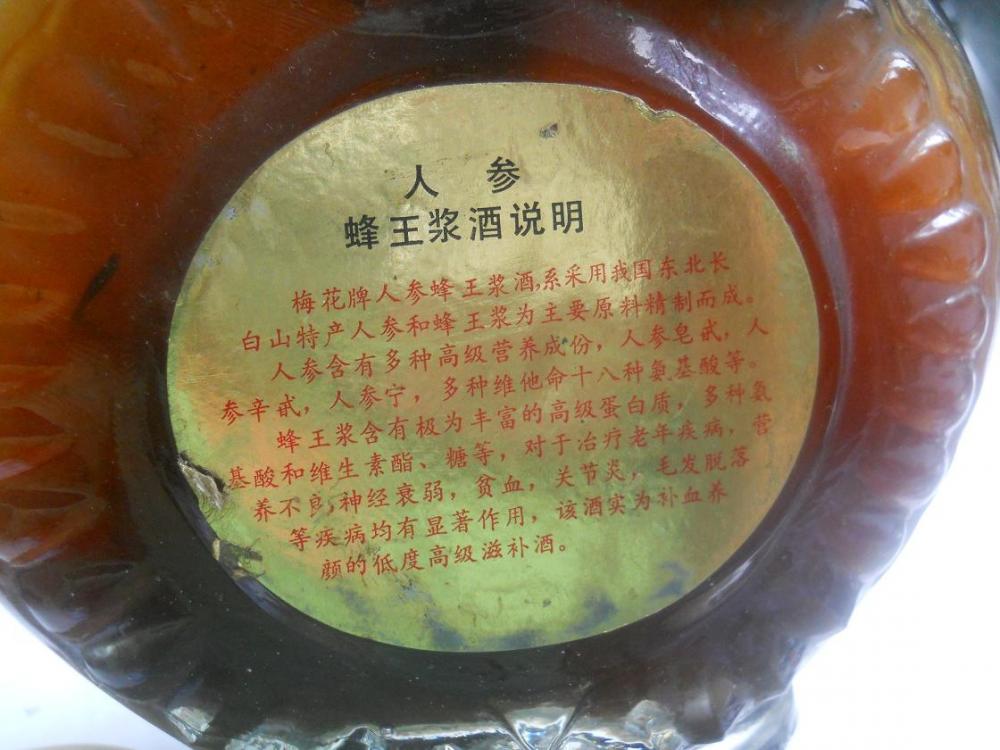 人 参
蜂王浆酒说明
梅花牌人参蜂王浆酒,系采用我国东北长
白山特产人参和蜂王浆为主要原料精制而成。
人参含有多种高级营养成份，人参皂甙，人
参辛甙，人参宁，多种维他命十八种氨基酸等。
蜂王浆含有极为丰富的高级蛋白质，多种氨
基酸和维生素酯、糖等，对于治疗老年疾病，营
养不良,神经衰弱，贫血，关节炎，毛发脱落
等疾病均有显著作用，该酒实为补血养
颜的低度高级滋补酒。